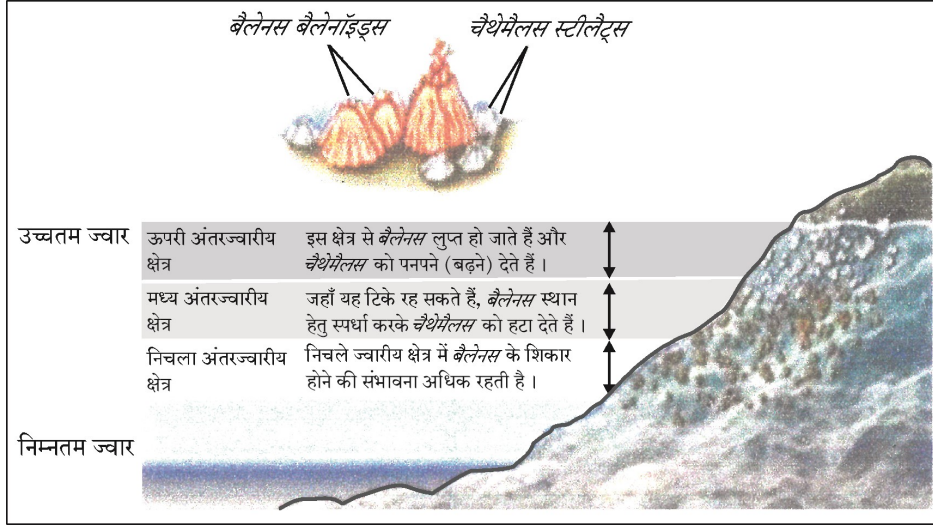 बैलेनस बैलेनॉइड्स
चैथेमैलस स्टीलैट्स
उच्चतम ज्वार
ऊपरी अंतरज्वारीय
क्षेत्र
इस क्षेत्र से बैलेनस लुप्त हो जाते हैं और
चैथेमैलस को पनपने (बढ़ने) देते हैं ।
मध्य अंतरज्वारीय
क्षेत्र
जहाँ यह टिके रह सकते हैं, बैलेनस स्थान
हेतु स्पर्धा करके चैथेमैलस को हटा देते हैं ।
निचला अंतरज्वारीय
क्षेत्र
निचले ज्वारीय क्षेत्र में बैलेनस के शिकार
होने की संभावना अधिक रहती है ।
निम्नतम ज्वार